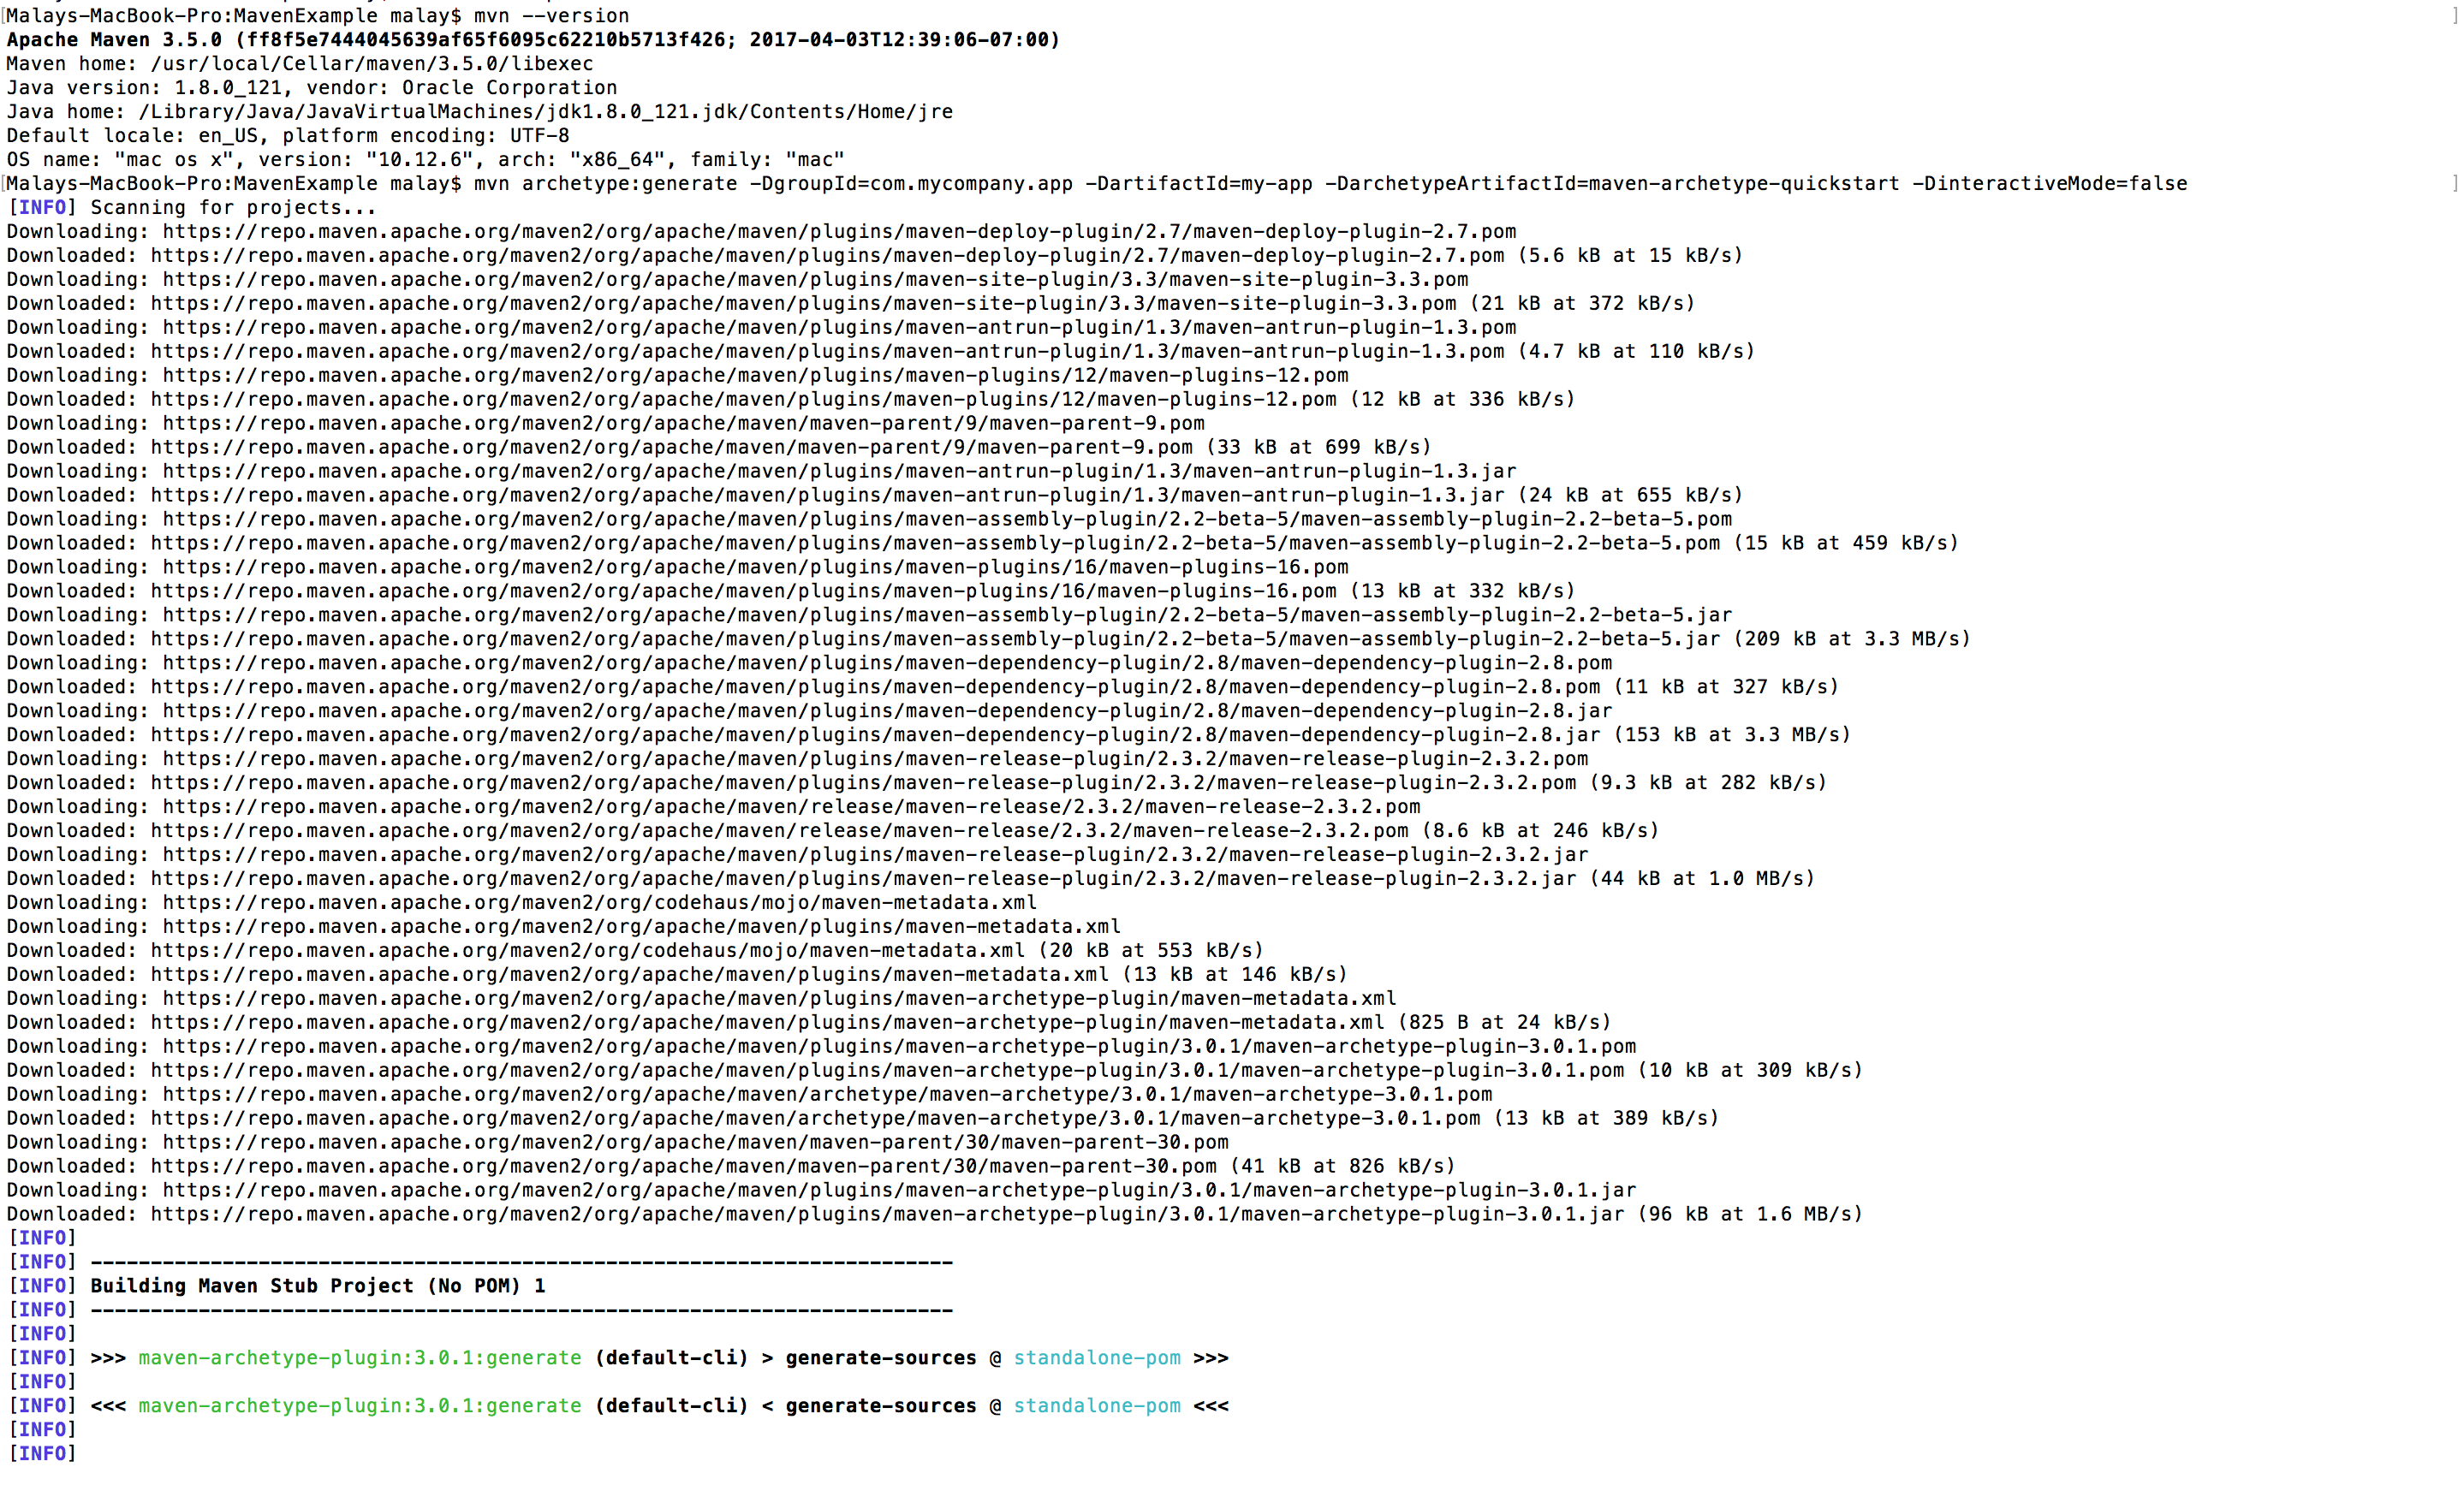 Malays-MacBook-Pro:MavenExample malay$ mvn --version
Apache Maven 3.5.0 (ff8f5e7444045639af65f6095c62210b5713f426; 2017-04-03T12:39:06-07:00)
Maven home: /usr/local/Cellar/maven/3.5.0/libexec
Java version: 1.8.0_121, vendor: Oracle Corporation
Java home: /Library/Java/JavaVirtualMachines/jdk1.8.0_121.jdk/Contents/Home/jre
Default locale: en_US, platform encoding: UTF-8
OS name: "mac os x", version: "10.12.6", arch: "x86_64", family: "mac"
Malays-MacBook-Pro:MavenExample malay$ mvn archetype:generate -DgroupId=com.mycompany.app -DartifactId=my-app -DarchetypeArtifactId=maven-archetype-quickstart -DinteractiveMode=false
[INFO] Scanning for projects...
Downloading: https://repo.maven.apache.org/maven2/org/apache/maven/plugins/maven-deploy-plugin/2.7/maven-deploy-plugin-2.7.pom
Downloaded: https://repo.maven.apache.org/maven2/org/apache/maven/plugins/maven-deploy-plugin/2.7/maven-deploy-plugin-2.7.pom (5.6 kB at 15 kB/s)
Downloading: https://repo.maven.apache.org/maven2/org/apache/maven/plugins/maven-site-plugin/3.3/maven-site-plugin-3.3.pom
Downloaded: https://repo.maven.apache.org/maven2/org/apache/maven/plugins/maven-site-plugin/3.3/maven-site-plugin-3.3.pom (21 kB at 372 kB/s)
Downloading: https://repo.maven.apache.org/maven2/org/apache/maven/plugins/maven-antrun-plugin/1.3/maven-antrun-plugin-1.3.pom
Downloaded: https://repo.maven.apache.org/maven2/org/apache/maven/plugins/maven-antrun-plugin/1.3/maven-antrun-plugin-1.3.pom (4.7 kB at 110 kB/s)
Downloading: https://repo.maven.apache.org/maven2/org/apache/maven/plugins/maven-plugins/12/maven-plugins-12.pom
Downloaded: https://repo.maven.apache.org/maven2/org/apache/maven/plugins/maven-plugins/12/maven-plugins-12.pom (12 kB at 336 kB/s)
Downloading: https://repo.maven.apache.org/maven2/org/apache/maven/maven-parent/9/maven-parent-9.pom
Downloaded: https://repo.maven.apache.org/maven2/org/apache/maven/maven-parent/9/maven-parent-9.pom (33 kB at 699 kB/s)
Downloading: https://repo.maven.apache.org/maven2/org/apache/maven/plugins/maven-antrun-plugin/1.3/maven-antrun-plugin-1.3.jar
Downloaded: https://repo.maven.apache.org/maven2/org/apache/maven/plugins/maven-antrun-plugin/1.3/maven-antrun-plugin-1.3.jar (24 kB at 655 kB/s)
Downloading: https://repo.maven.apache.org/maven2/org/apache/maven/plugins/maven-assembly-plugin/2.2-beta-5/maven-assembly-plugin-2.2-beta-5.pom
Downloaded: https://repo.maven.apache.org/maven2/org/apache/maven/plugins/maven-assembly-plugin/2.2-beta-5/maven-assembly-plugin-2.2-beta-5.pom (15 kB at 459 kB/s)
Downloading: https://repo.maven.apache.org/maven2/org/apache/maven/plugins/maven-plugins/16/maven-plugins-16.pom
Downloaded: https://repo.maven.apache.org/maven2/org/apache/maven/plugins/maven-plugins/16/maven-plugins-16.pom (13 kB at 332 kB/s)
Downloading: https://repo.maven.apache.org/maven2/org/apache/maven/plugins/maven-assembly-plugin/2.2-beta-5/maven-assembly-plugin-2.2-beta-5.jar
Downloaded: https://repo.maven.apache.org/maven2/org/apache/maven/plugins/maven-assembly-plugin/2.2-beta-5/maven-assembly-plugin-2.2-beta-5.jar (209 kB at 3.3 MB/s)
Downloading: https://repo.maven.apache.org/maven2/org/apache/maven/plugins/maven-dependency-plugin/2.8/maven-dependency-plugin-2.8.pom
Downloaded: https://repo.maven.apache.org/maven2/org/apache/maven/plugins/maven-dependency-plugin/2.8/maven-dependency-plugin-2.8.pom (11 kB at 327 kB/s)
Downloading: https://repo.maven.apache.org/maven2/org/apache/maven/plugins/maven-dependency-plugin/2.8/maven-dependency-plugin-2.8.jar
Downloaded: https://repo.maven.apache.org/maven2/org/apache/maven/plugins/maven-dependency-plugin/2.8/maven-dependency-plugin-2.8.jar (153 kB at 3.3 MB/s)
Downloading: https://repo.maven.apache.org/maven2/org/apache/maven/plugins/maven-release-plugin/2.3.2/maven-release-plugin-2.3.2.pom
Downloaded: https://repo.maven.apache.org/maven2/org/apache/maven/plugins/maven-release-plugin/2.3.2/maven-release-plugin-2.3.2.pom (9.3 kB at 282 kB/s)
Downloading: https://repo.maven.apache.org/maven2/org/apache/maven/release/maven-release/2.3.2/maven-release-2.3.2.pom
Downloaded: https://repo.maven.apache.org/maven2/org/apache/maven/release/maven-release/2.3.2/maven-release-2.3.2.pom (8.6 kB at 246 kB/s)
Downloading: https://repo.maven.apache.org/maven2/org/apache/maven/plugins/maven-release-plugin/2.3.2/maven-release-plugin-2.3.2.jar
Downloaded: https://repo.maven.apache.org/maven2/org/apache/maven/plugins/maven-release-plugin/2.3.2/maven-release-plugin-2.3.2.jar (44 kB at 1.0 MB/s)
Downloading: https://repo.maven.apache.org/maven2/org/codehaus/mojo/maven-metadata.xml
Downloading: https://repo.maven.apache.org/maven2/org/apache/maven/plugins/maven-metadata.xml
Downloaded: https://repo.maven.apache.org/maven2/org/codehaus/mojo/maven-metadata.xml (20 kB at 553 kB/s)
Downloaded: https://repo.maven.apache.org/maven2/org/apache/maven/plugins/maven-metadata.xml (13 kB at 146 kB/s)
Downloading: https://repo.maven.apache.org/maven2/org/apache/maven/plugins/maven-archetype-plugin/maven-metadata.xml
Downloaded: https://repo.maven.apache.org/maven2/org/apache/maven/plugins/maven-archetype-plugin/maven-metadata.xml (825 B at 24 kB/s)
Downloading: https://repo.maven.apache.org/maven2/org/apache/maven/plugins/maven-archetype-plugin/3.0.1/maven-archetype-plugin-3.0.1.pom
Downloaded: https://repo.maven.apache.org/maven2/org/apache/maven/plugins/maven-archetype-plugin/3.0.1/maven-archetype-plugin-3.0.1.pom (10 kB at 309 kB/s)
Downloading: https://repo.maven.apache.org/maven2/org/apache/maven/archetype/maven-archetype/3.0.1/maven-archetype-3.0.1.pom
Downloaded: https://repo.maven.apache.org/maven2/org/apache/maven/archetype/maven-archetype/3.0.1/maven-archetype-3.0.1.pom (13 kB at 389 kB/s)
Downloading: https://repo.maven.apache.org/maven2/org/apache/maven/maven-parent/30/maven-parent-30.pom
Downloaded: https://repo.maven.apache.org/maven2/org/apache/maven/maven-parent/30/maven-parent-30.pom (41 kB at 826 kB/s)
Downloading: https://repo.maven.apache.org/maven2/org/apache/maven/plugins/maven-archetype-plugin/3.0.1/maven-archetype-plugin-3.0.1.jar
Downloaded: https://repo.maven.apache.org/maven2/org/apache/maven/plugins/maven-archetype-plugin/3.0.1/maven-archetype-plugin-3.0.1.jar (96 kB at 1.6 MB/s)
[INFO]
[INFO] ------------------------------------------------------------------------
[INFO] Building Maven Stub Project (No POM) 1
[INFO] ------------------------------------------------------------------------
[INFO]
[INFO] >>> maven-archetype-plugin:3.0.1:generate (default-cli) > generate-sources @ standalone-pom >>>
[INFO]
[INFO] <<< maven-archetype-plugin:3.0.1:generate (default-cli) < generate-sources @ standalone-pom <<<
[INFO]
[INFO]